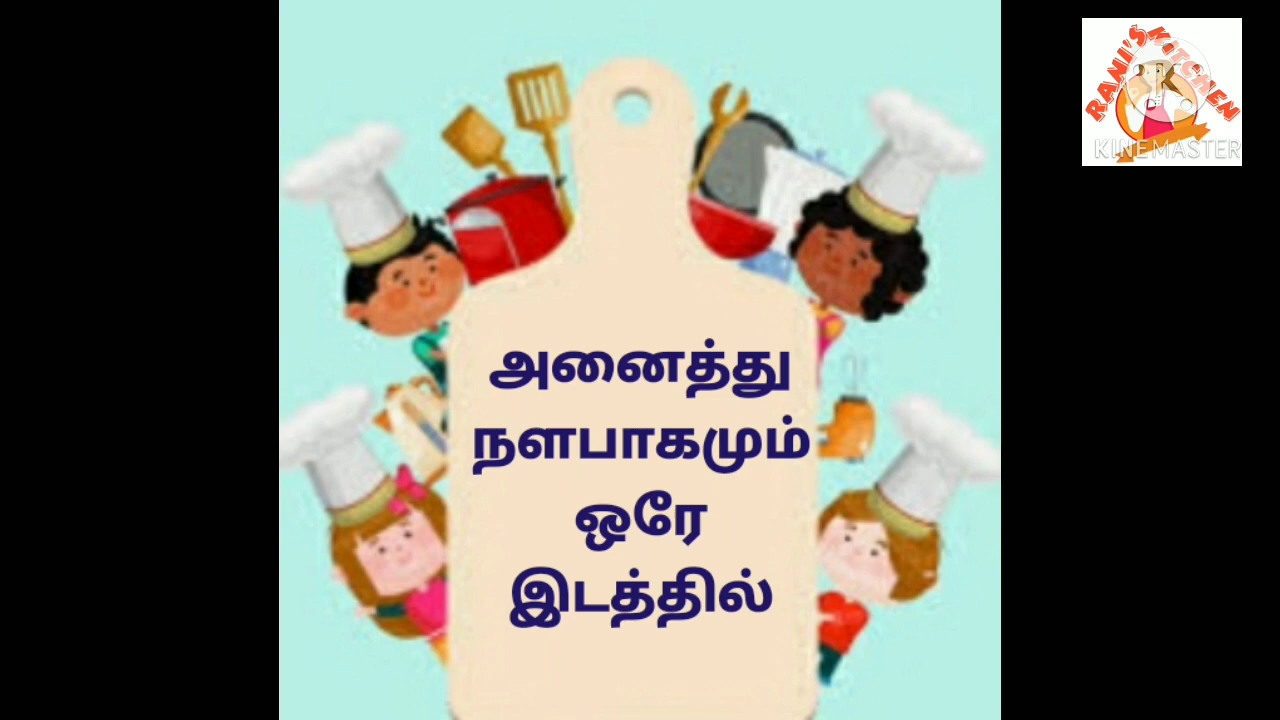 அனைத்து
நளபாகமும்
ஒரே
இடத்தில்
RANI'S KITCHEN
KINEMASTER